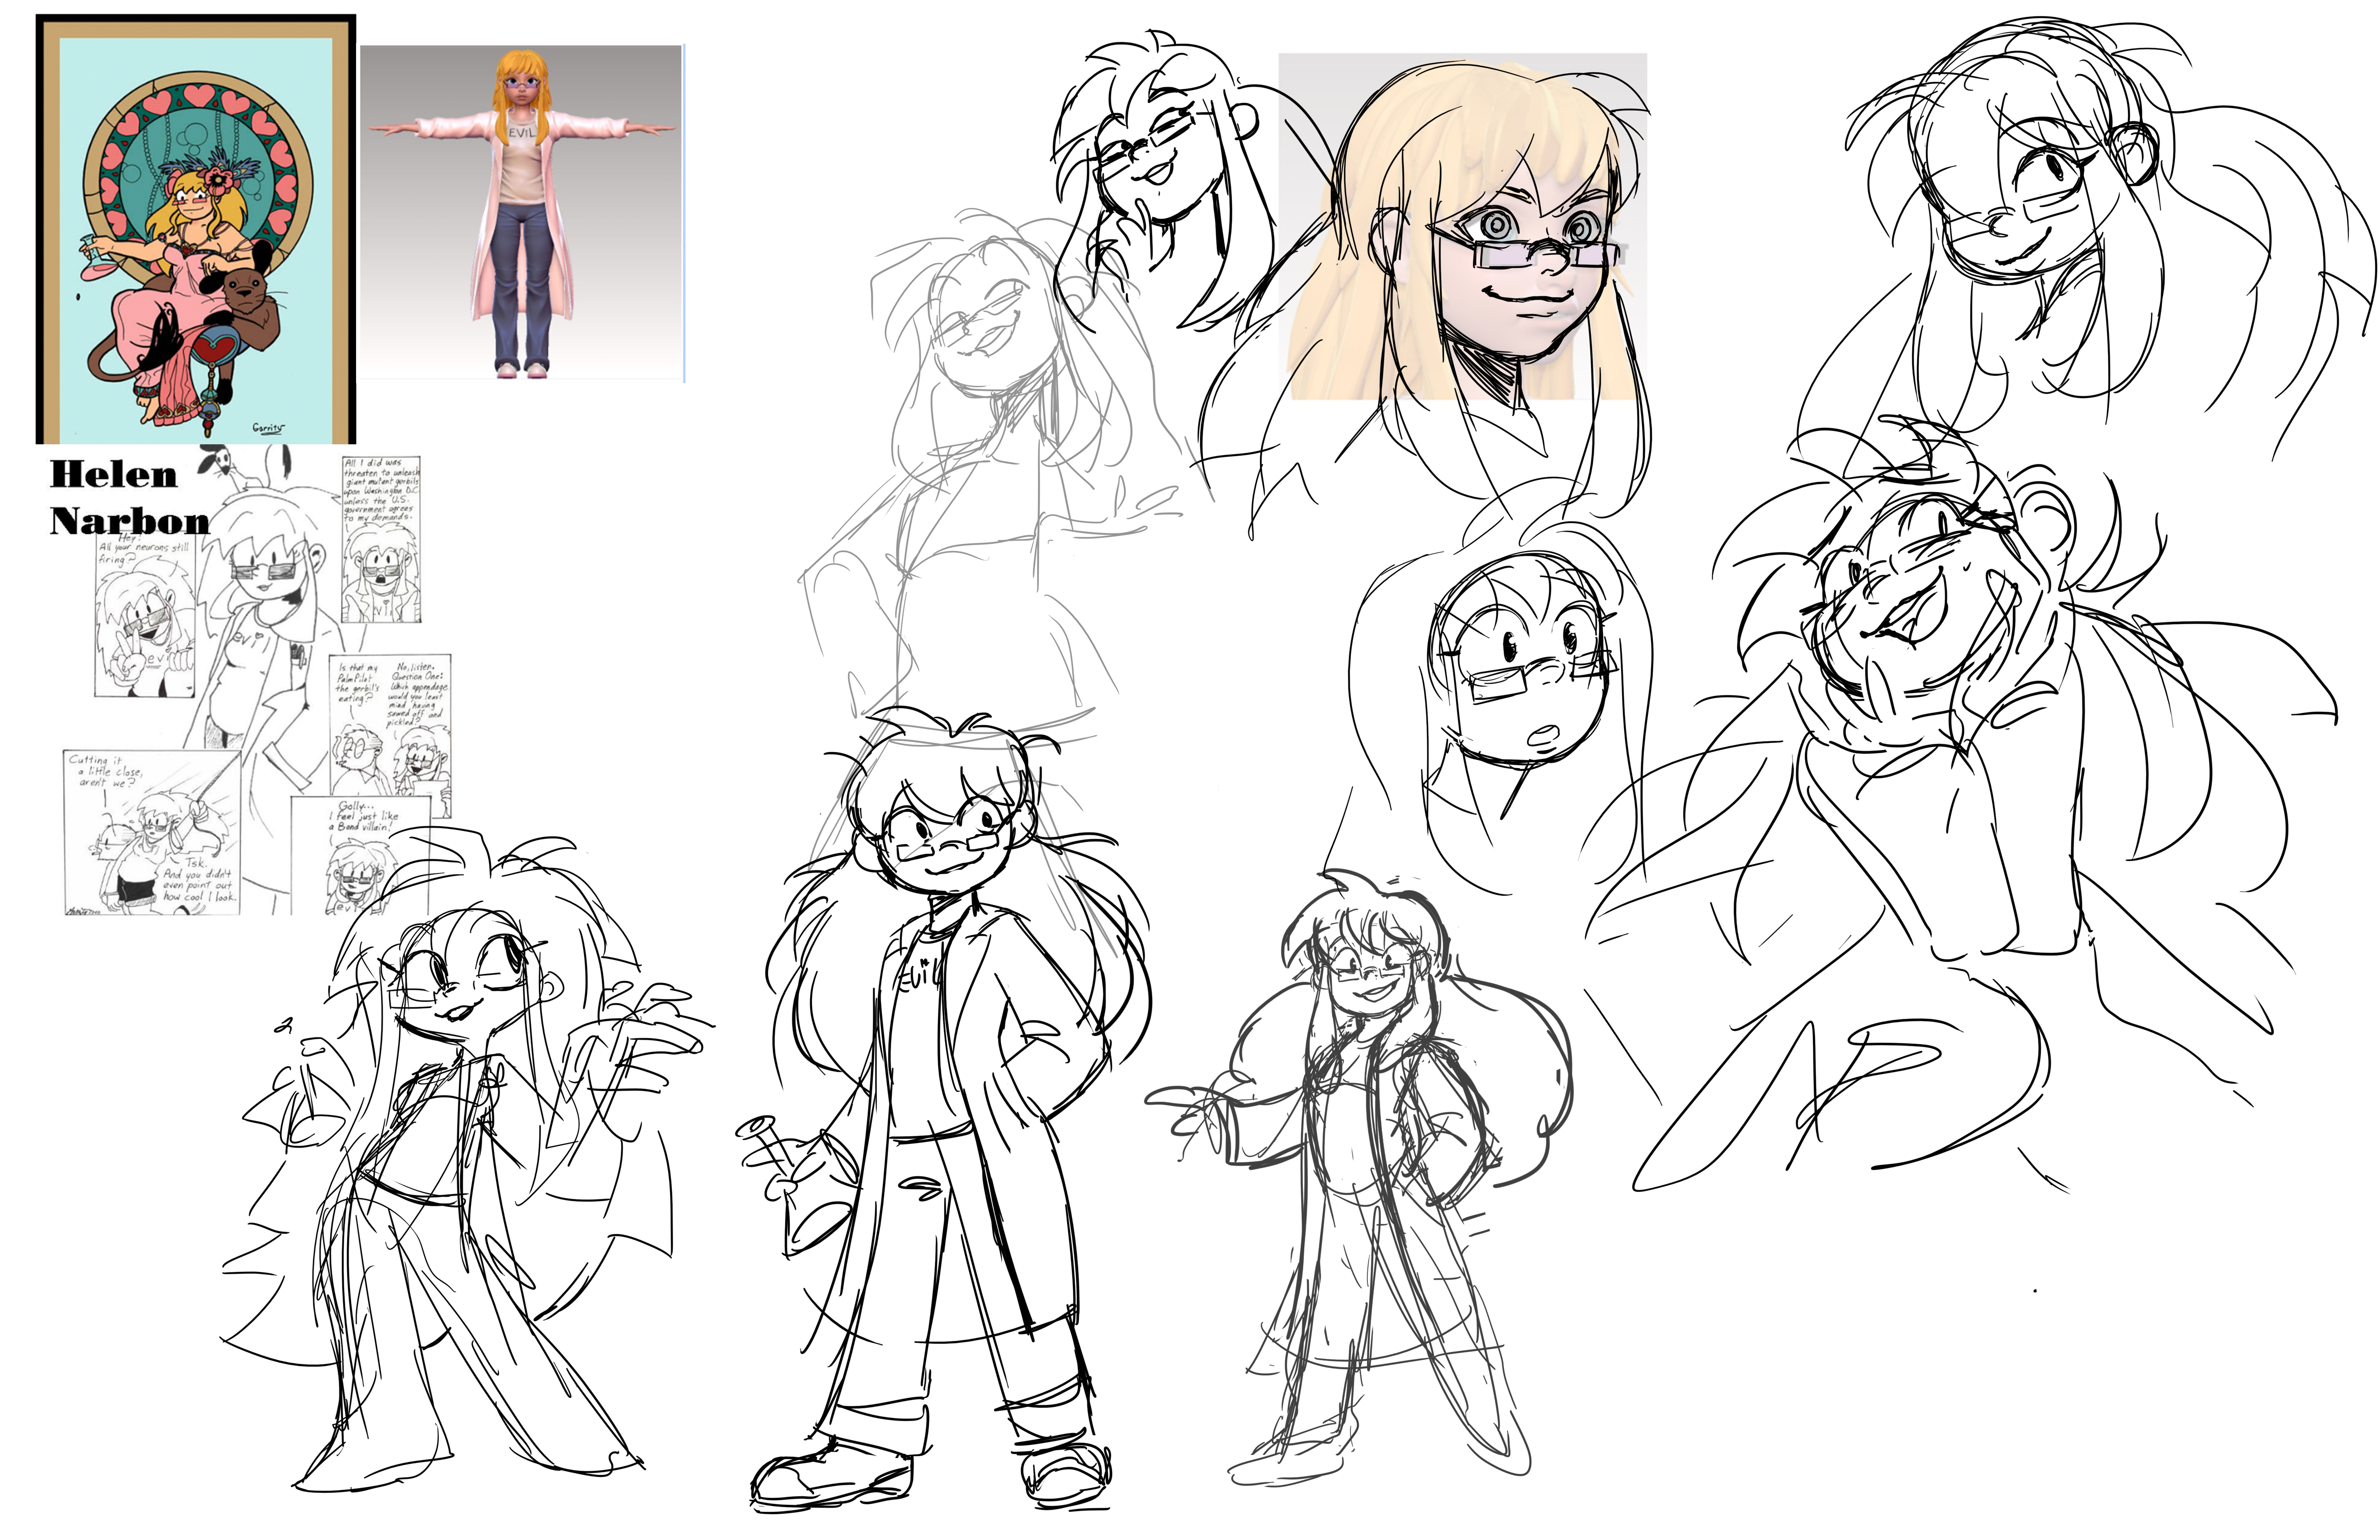 Garrity
EVIL
Helen
Narbon
All I did was
threaten to unleash
giant mutant gerbils
upon Washington D.C.
unless the U.S.
government agrees
to my demands.
Hey!
All your neurons still
firing?
evil
evi
EVIL
Is that my
PalmPilot
the gerbil's
eating?
No, listen.
Question One:
Which appendage
would you least
mind having
sawed off and
pickled?
Cutting it
a little close,
aren't we?
Tsk.
And you didn't
even point out
how cool I look.
Golly...
I feel just like
a Bond villain!
evil
EViL